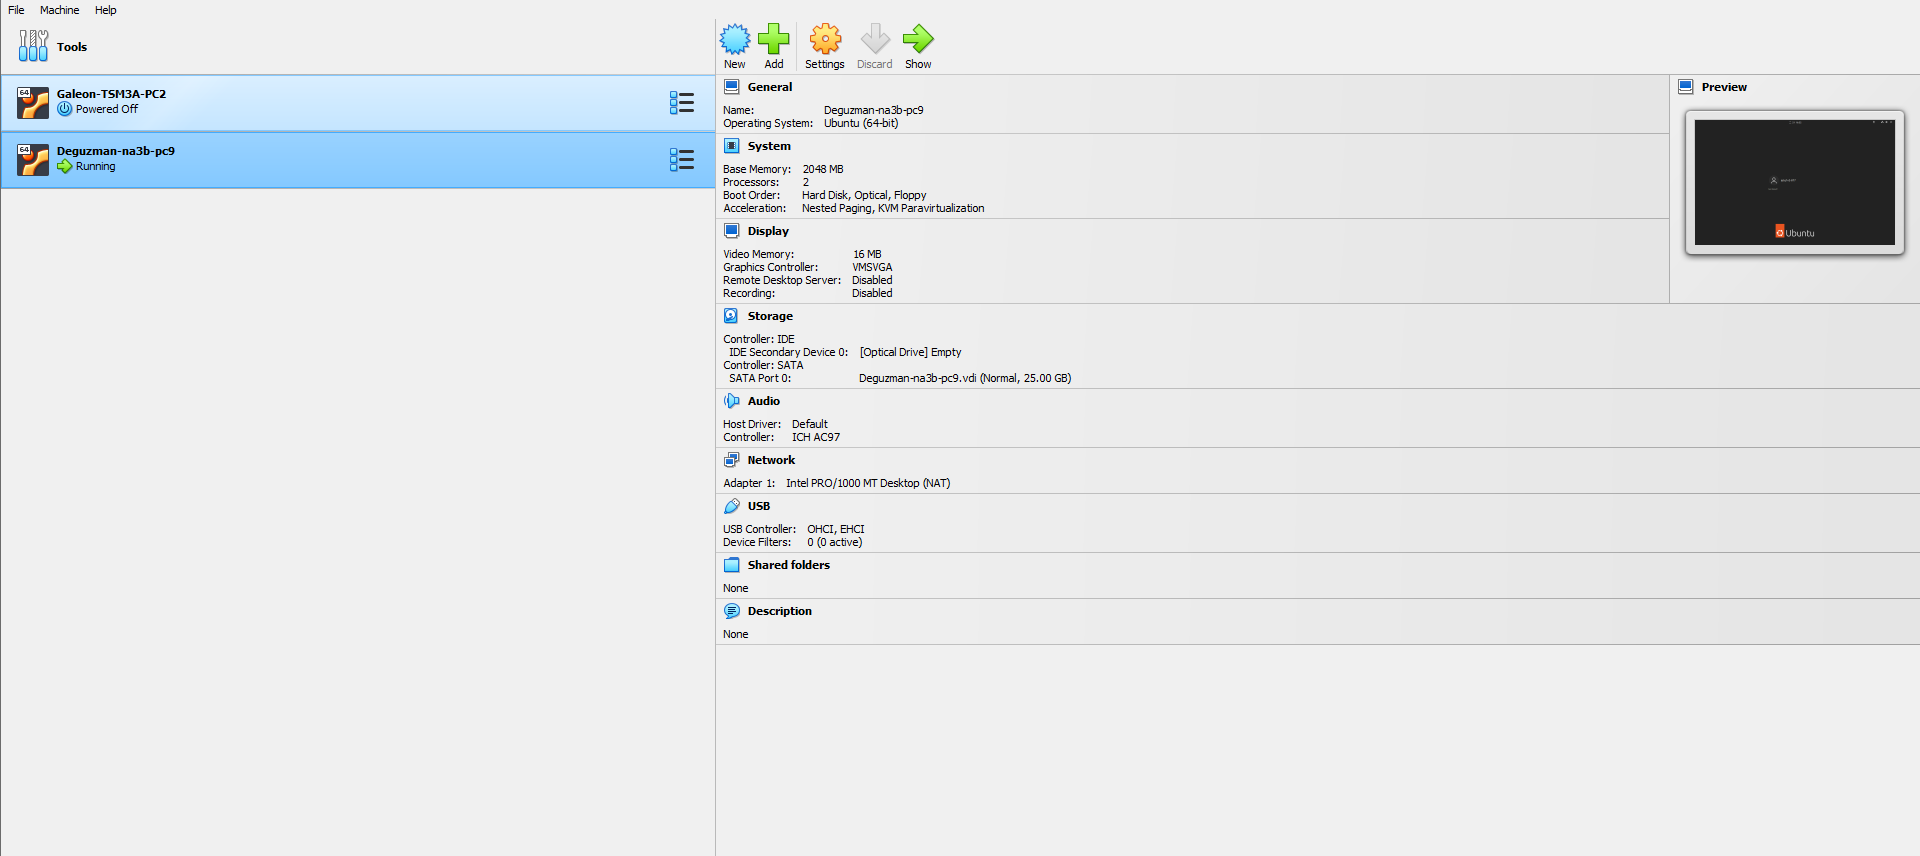 File Machine Help
Tools
64
Galeon-TSM3A-PC2
Powered Off
64
Deguzman-na3b-pc9
Running
New Add Settings Discard Show
General
Name: Deguzman-na3b-pc9
Operating System: Ubuntu (64-bit)
System
Base Memory: 2048 MB
Processors: 2
Boot Order: Hard Disk, Optical, Floppy
Acceleration: Nested Paging, KVM Paravirtualization
Display
Video Memory: 16 MB
Graphics Controller: VMSVGA
Remote Desktop Server: Disabled
Recording: Disabled
Preview
Ubuntu
Storage
Controller: IDE
IDE Secondary Device 0: [Optical Drive] Empty
Controller: SATA
SATA Port 0: Deguzman-na3b-pc9.vdi (Normal, 25.00 GB)
Audio
Host Driver: Default
Controller: ICH AC97
Network
Adapter 1: Intel PRO/1000 MT Desktop (NAT)
USB
USB Controller: OHCI, EHCI
Device Filters: 0 (0 active)
Shared folders
None
Description
None